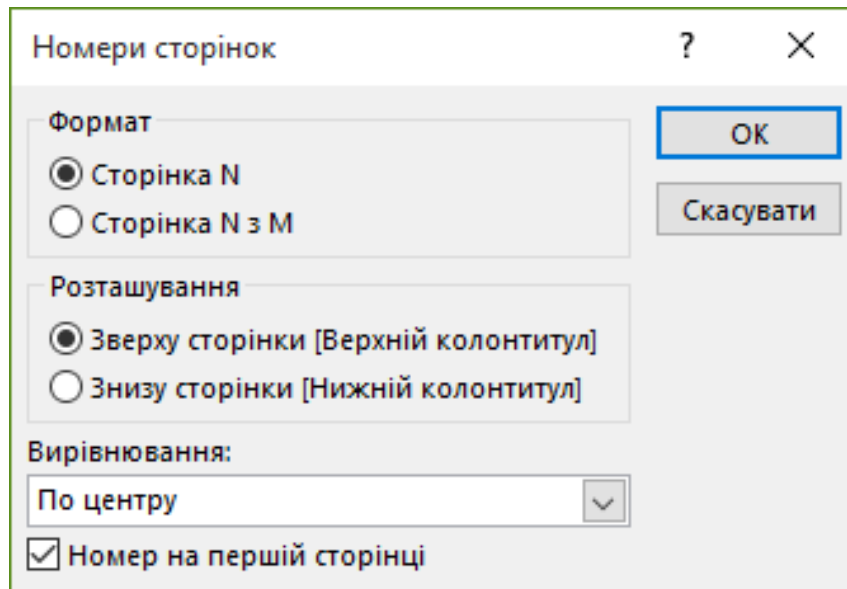 Номери сторінок
?
Формат
OK
Сторінка N
Сторінка N з M
Скасувати
Розташування
Зверху сторінки [Верхній колонтитул]
Знизу сторінки [Нижній колонтитул]
Вирівнювання:
По центру
Номер на першій сторінці